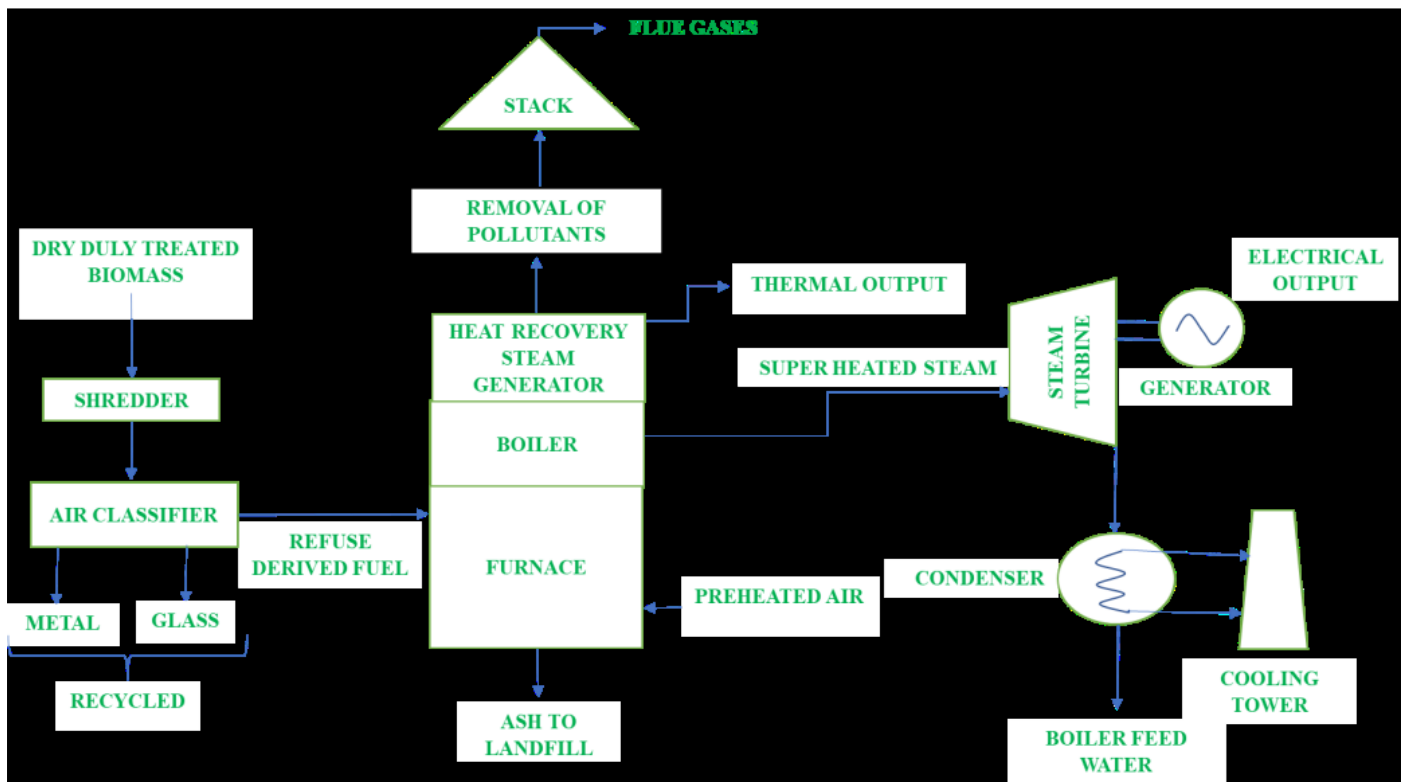 FLUE GASES
STACK
REMOVAL OF
POLLUTANTS
DRY DULY TREATED
BIOMASS
THERMAL OUTPUT
ELECTRICAL
OUTPUT
HEAT RECOVERY
STEAM
GENERATOR
SUPER HEATED STEAM
STEAM
TURBINE
GENERATOR
SHREDDER
BOILER
AIR CLASSIFIER
REFUSE
DERIVED FUEL
FURNACE
CONDENSER
PREHEATED AIR
METAL
GLASS
RECYCLED
COOLING
TOWER
ASH TO
LANDFILL
BOILER FEED
WATER